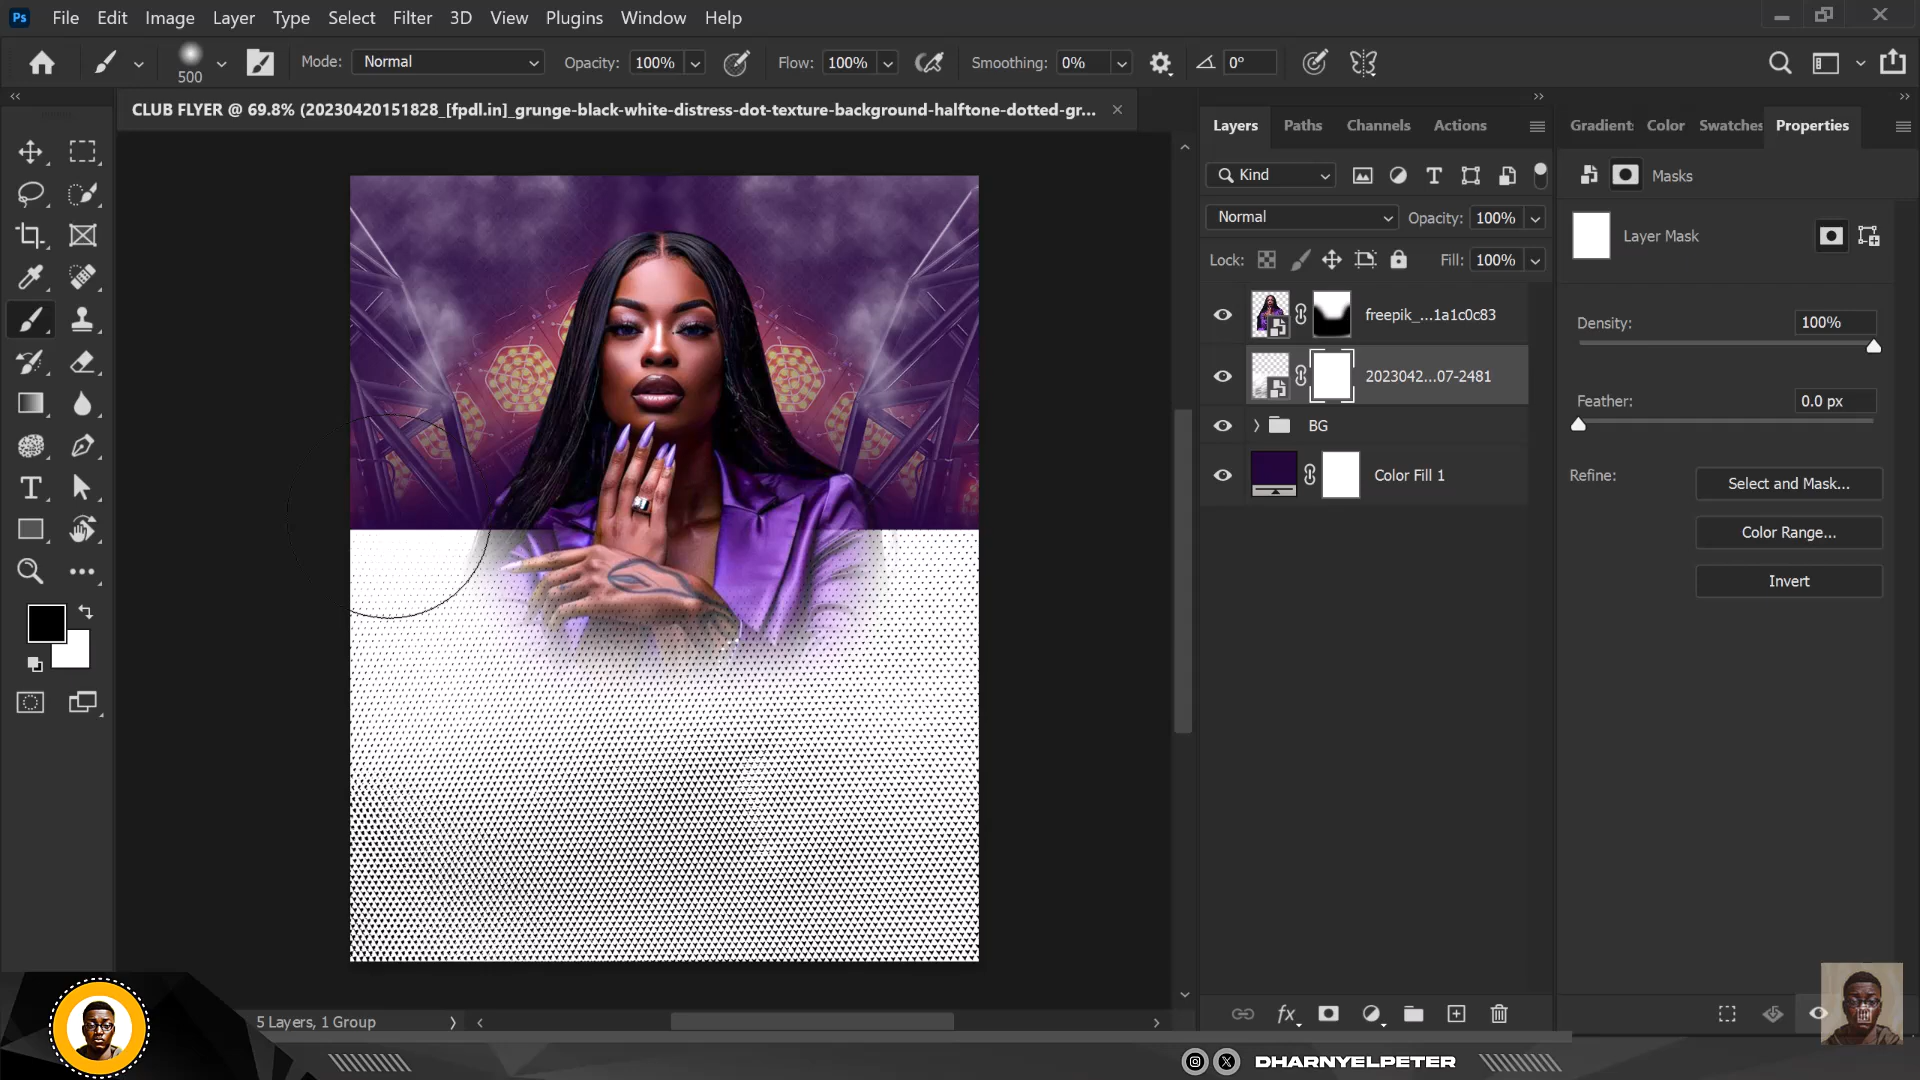 Ps File Edit Image Layer Type Select Filter 3D View Plugins Window Help
500 Mode: Normal Opacity: 100% Flow: 100% Smoothing: 0% 0°
CLUB FLYER @ 69.8% (20230420151828_[fpdl.in]_grunge-black-white-distress-dot-texture-background-halftone-dotted-gr...
Layers Paths Channels Actions
Kind
Normal Opacity: 100%
Lock: Fill: 100%
freepik_...1a1c0c83
2023042...07-2481
BG
Color Fill 1
Gradient Color Swatches Properties
Masks
Layer Mask
Density: 100%
Feather: 0.0 px
Refine: Select and Mask...
Color Range...
Invert
5 Layers, 1 Group
DHARNYELPETER